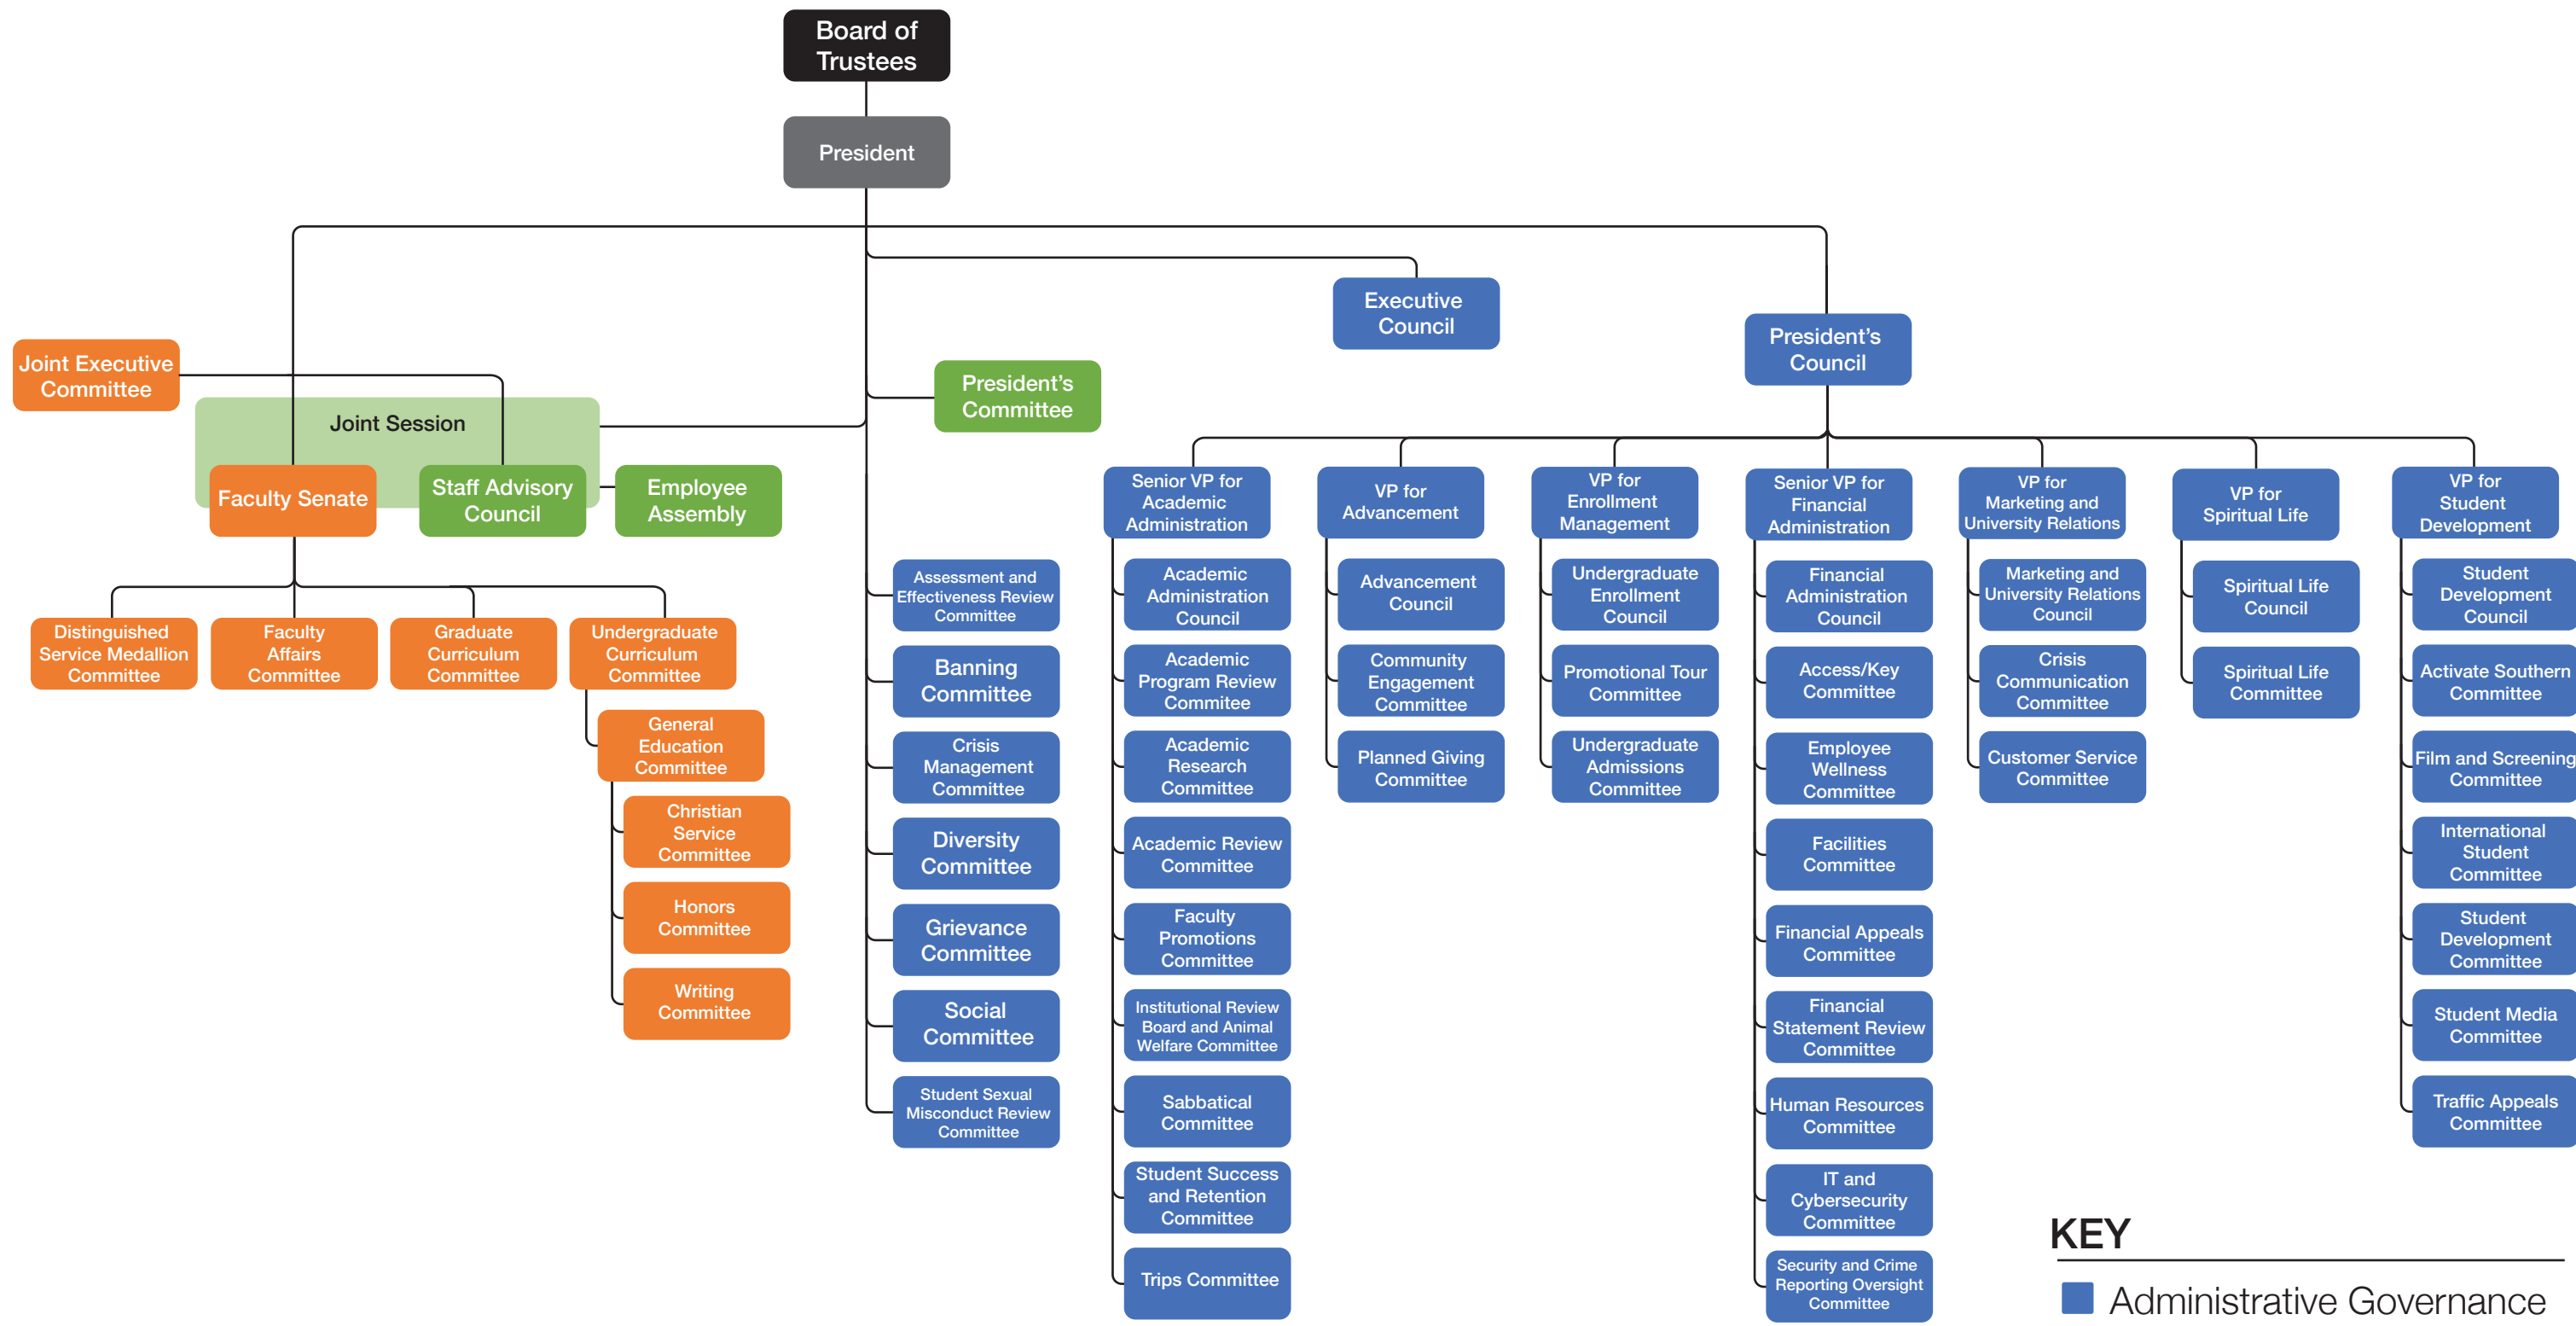 Board of
Trustees
President
Executive
Council
President's
Council
Joint Executive
Committee
President's
Committee
Joint Session
Faculty Senate
Staff Advisory
Council
Employee
Assembly
Distinguished
Service Medallion
Committee
Faculty
Affairs
Committee
Graduate
Curriculum
Committee
Undergraduate
Curriculum
Committee
General
Education
Committee
Christian
Service
Committee
Honors
Committee
Writing
Committee
Assessment and
Effectiveness Review
Committee
Banning
Committee
Crisis
Management
Committee
Diversity
Committee
Grievance
Committee
Social
Committee
Student Sexual
Misconduct Review
Committee
Senior VP for
Academic
Administration
Academic
Administration
Council
Academic
Program Review
Commitee
Academic
Research
Committee
Academic Review
Committee
Faculty
Promotions
Committee
Institutional Review
Board and Animal
Welfare Committee
Sabbatical
Committee
Student Success
and Retention
Committee
Trips Committee
VP for
Advancement
Advancement
Council
Community
Engagement
Committee
Planned Giving
Committee
VP for
Enrollment
Management
Undergraduate
Enrollment
Council
Promotional Tour
Committee
Undergraduate
Admissions
Committee
Senior VP for
Financial
Administration
Financial
Administration
Council
Access/Key
Committee
Employee
Wellness
Committee
Facilities
Committee
Financial Appeals
Committee
Financial
Statement Review
Committee
Human Resources
Committee
IT and
Cybersecurity
Committee
Security and Crime
Reporting Oversight
Committee
VP for
Marketing and
University Relations
Marketing and
University Relations
Council
Crisis
Communication
Committee
Customer Service
Committee
VP for
Spiritual Life
Spiritual Life
Council
Spiritual Life
Committee
VP for
Student
Development
Student
Development
Council
Activate Southern
Committee
Film and Screening
Committee
International
Student
Committee
Student
Development
Committee
Student Media
Committee
Traffic Appeals
Committee
KEY
Administrative Governance